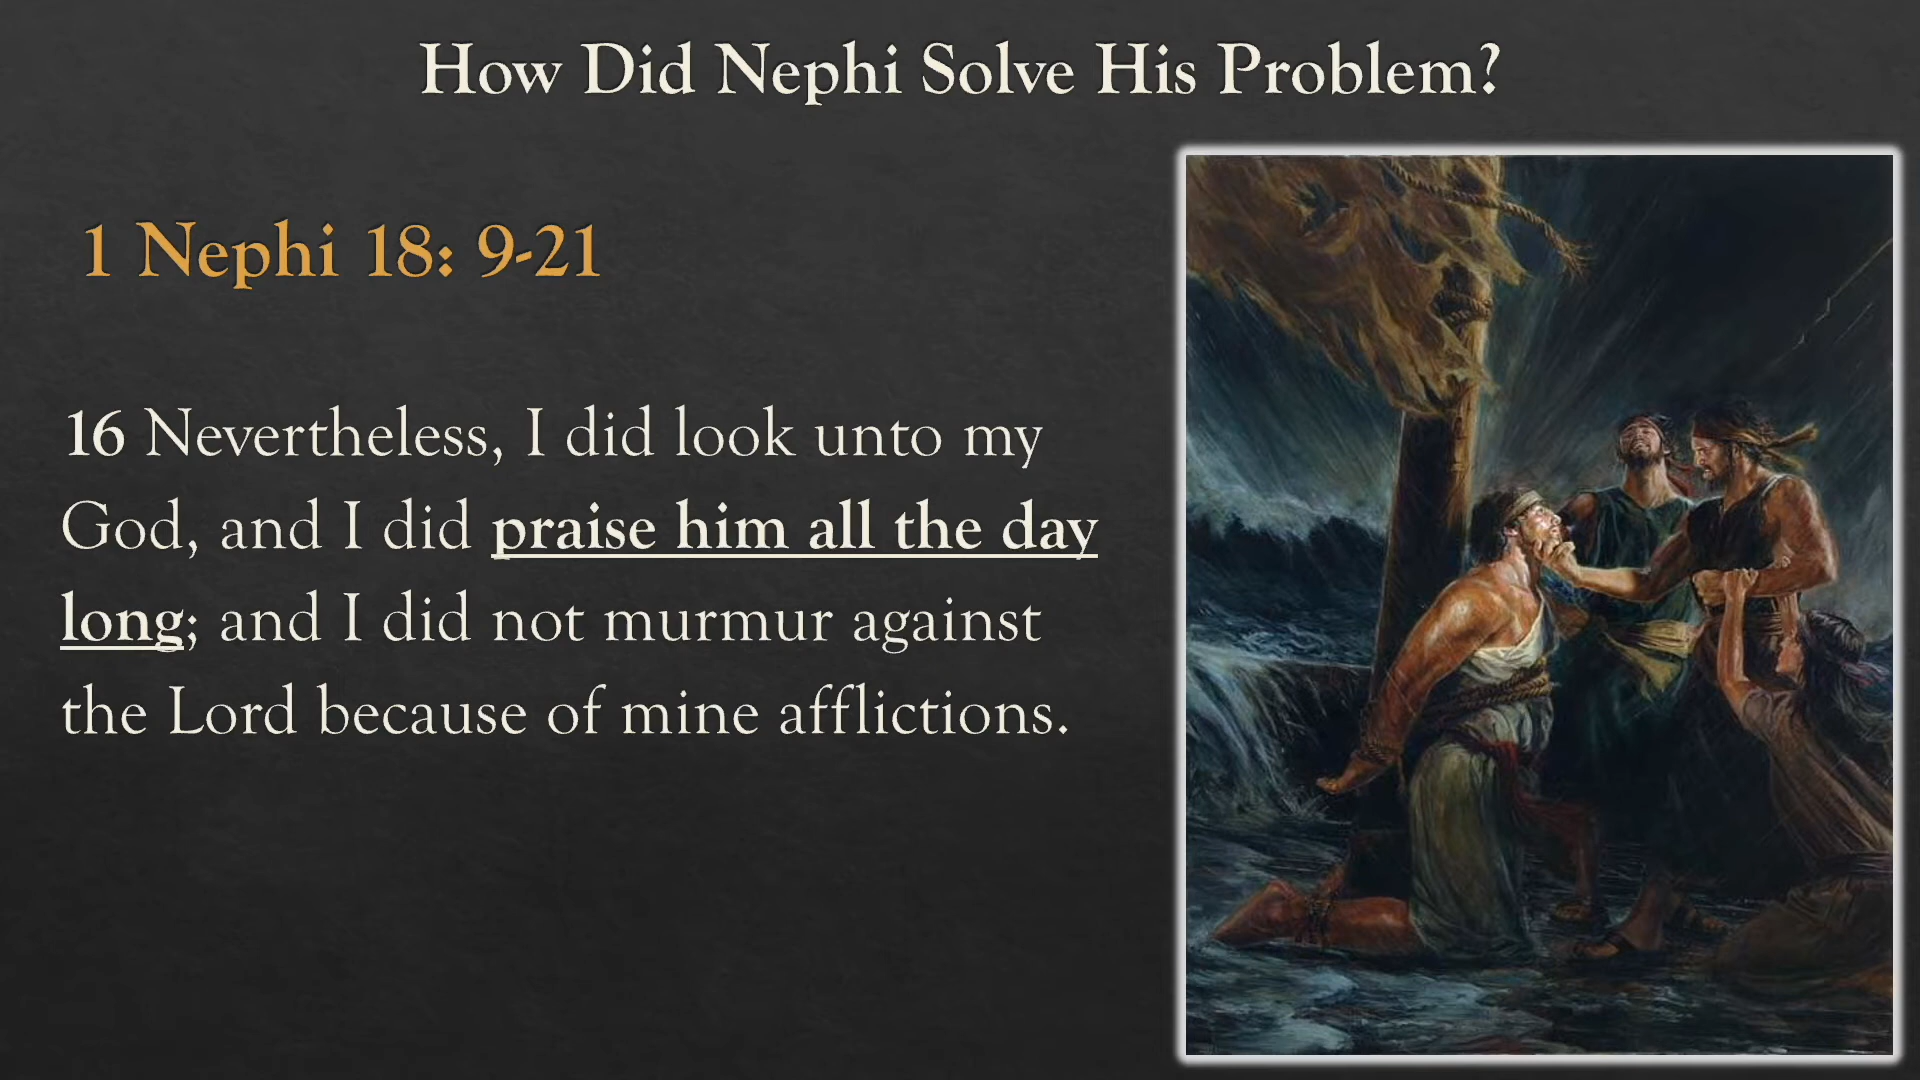 How Did Nephi Solve His Problem?
1 Nephi 18: 9-21
16 Nevertheless, I did look unto my
God, and I did praise him all the day
long; and I did not murmur against
the Lord because of mine afflictions.